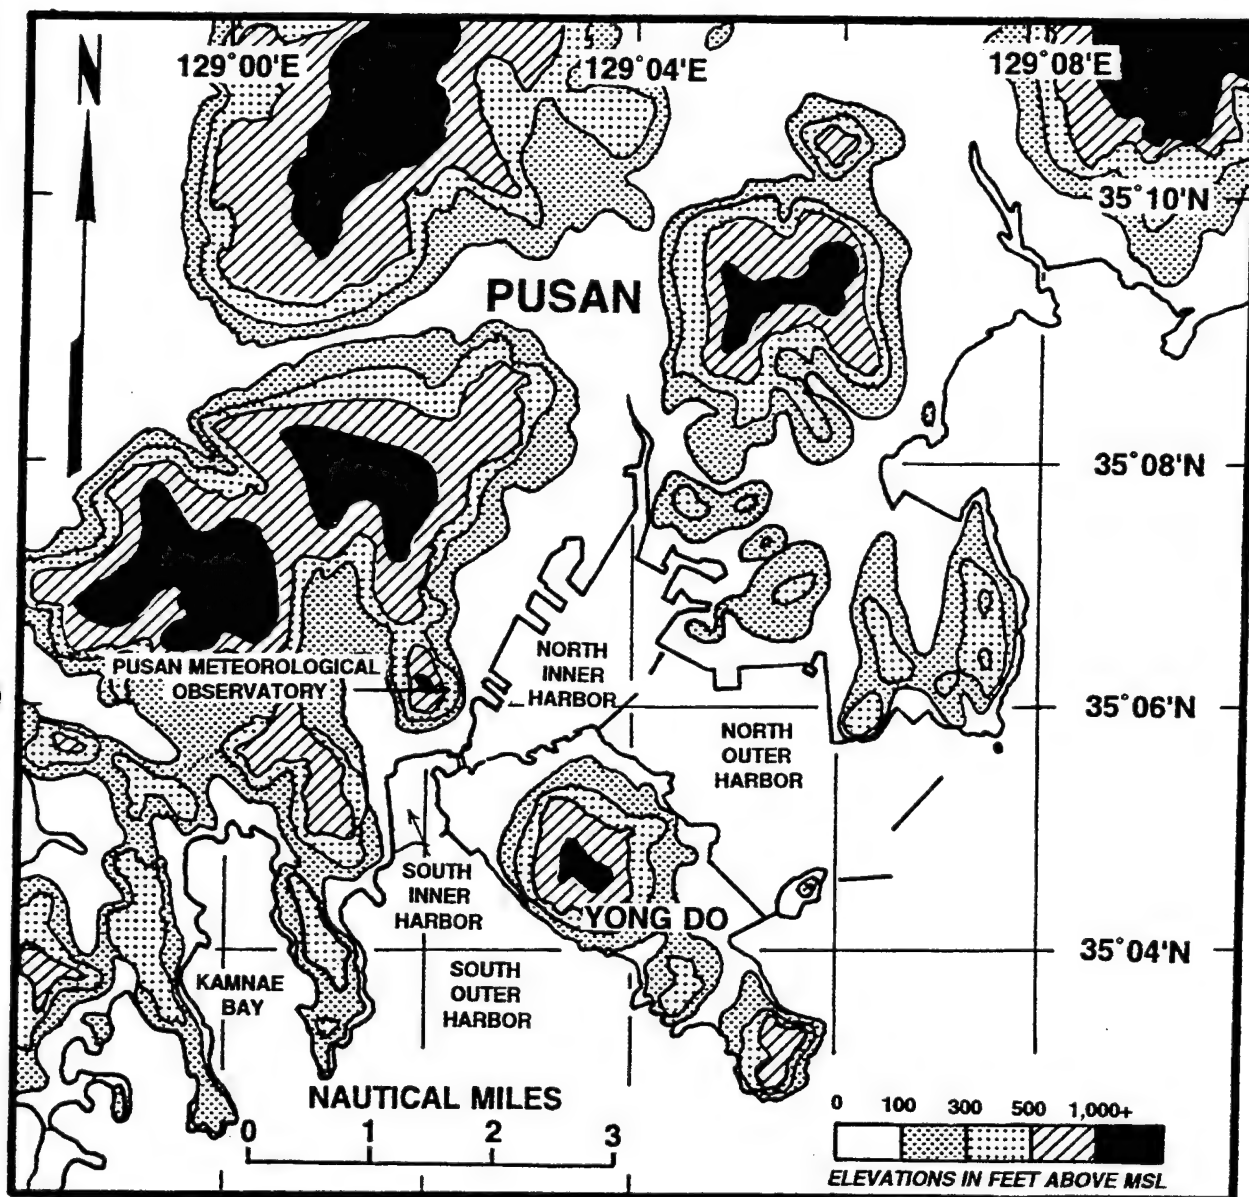 N
129°00'E
129°04'E
129°08'E
35°10'N
PUSAN
35°08'N
PUSAN METEOROLOGICAL
OBSERVATORY
NORTH
INNER
HARBOR
35°06'N
NORTH
OUTER
HARBOR
SOUTH
INNER
HARBOR
YONG DO
35°04'N
KAMNAE
BAY
SOUTH
OUTER
HARBOR
NAUTICAL MILES
0 1 2 3
0 100 300 500 1,000+
ELEVATIONS IN FEET ABOVE MSL